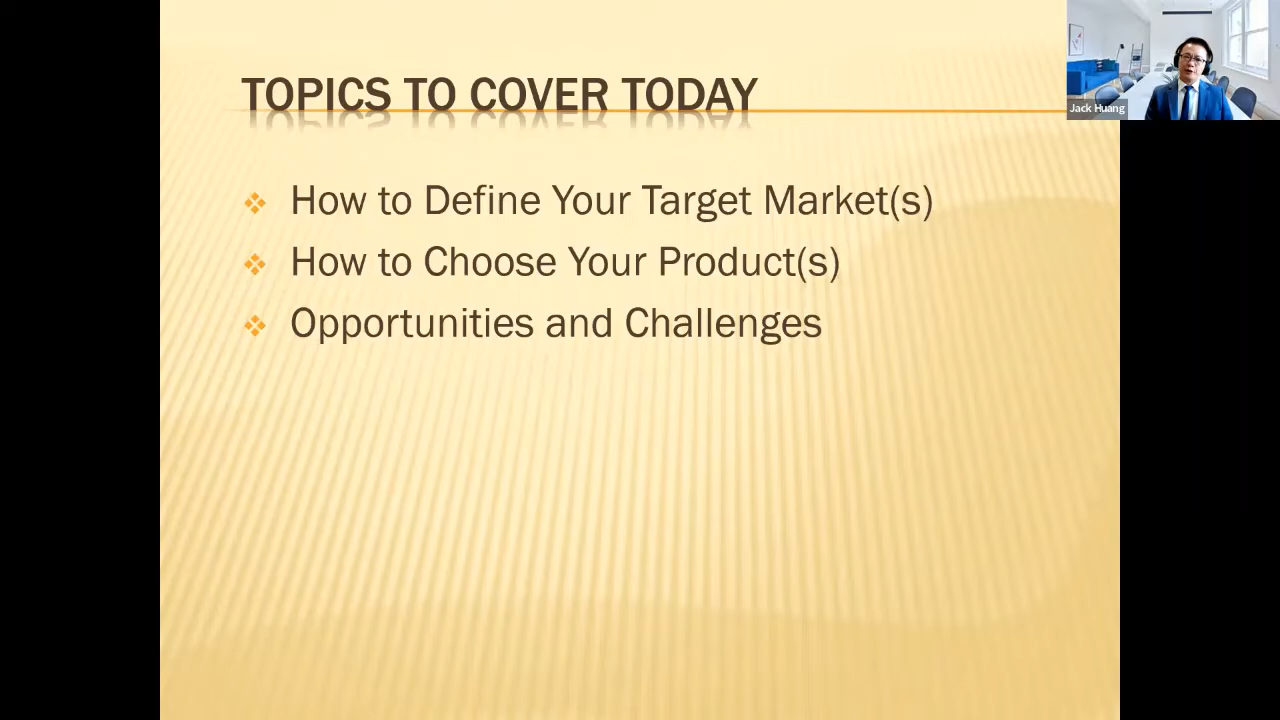 TOPICS TO COVER TODAY
Jack Huang
How to Define Your Target Market(s)
How to Choose Your Product(s)
Opportunities and Challenges